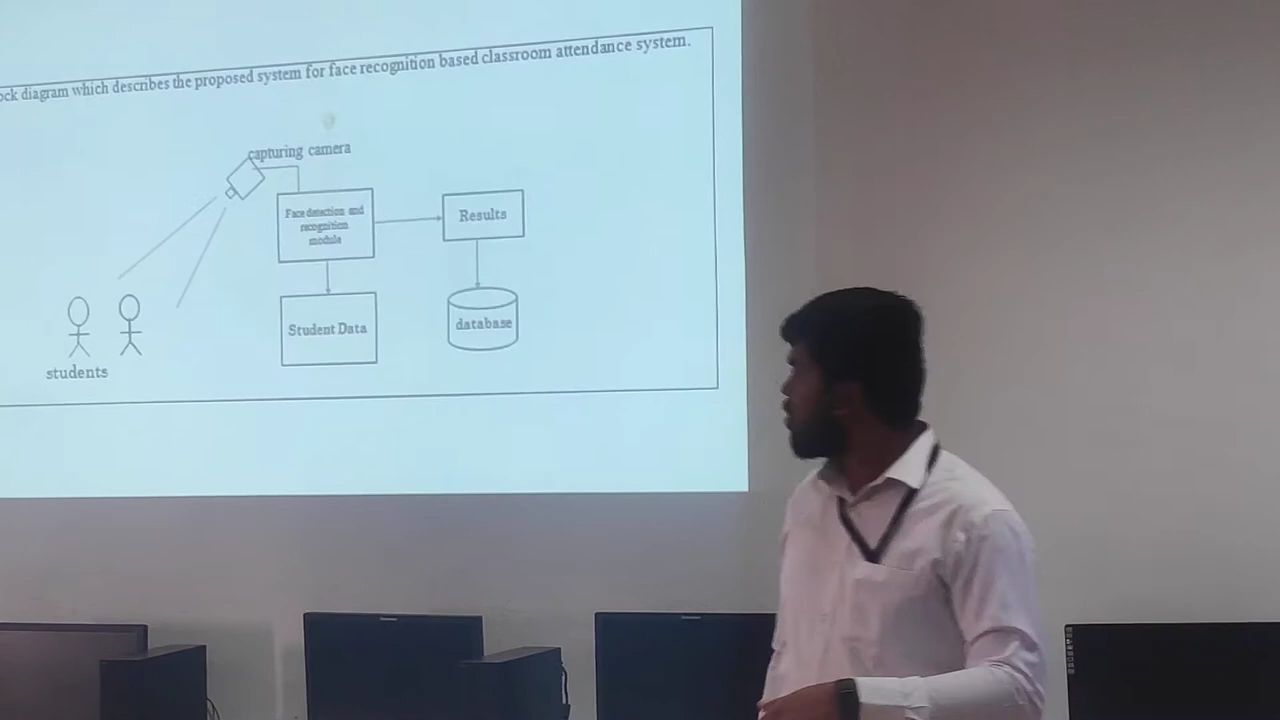 ock diagram which describes the proposed system for face recognition based classroom attendance system.
capturing camera
Face detection and
recognition
module
Results
Student Data
database
students